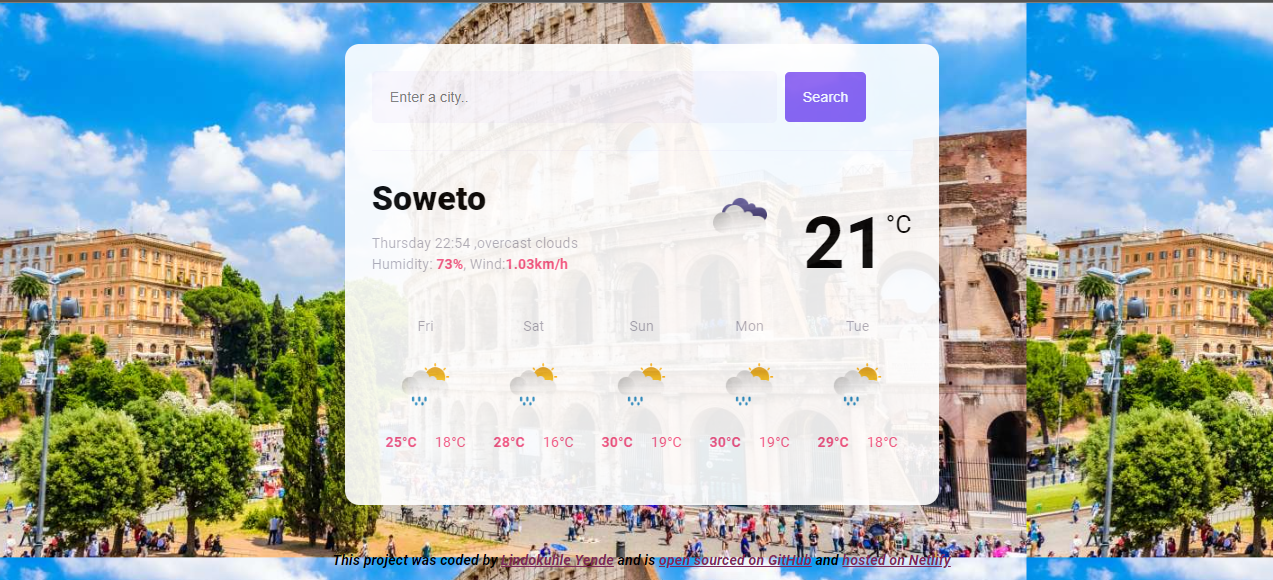 Enter a city..
Search
Soweto
21 °C
Thursday 22:54 ,overcast clouds
Humidity: 73%, Wind:1.03km/h
Fri Sat Sun Mon Tue
25°C 18°C 28°C 16°C 30°C 19°C 30°C 19°C 29°C 18°C
This project was coded by Lindokuhle Yende and is open sourced on GitHub and hosted on Netlify